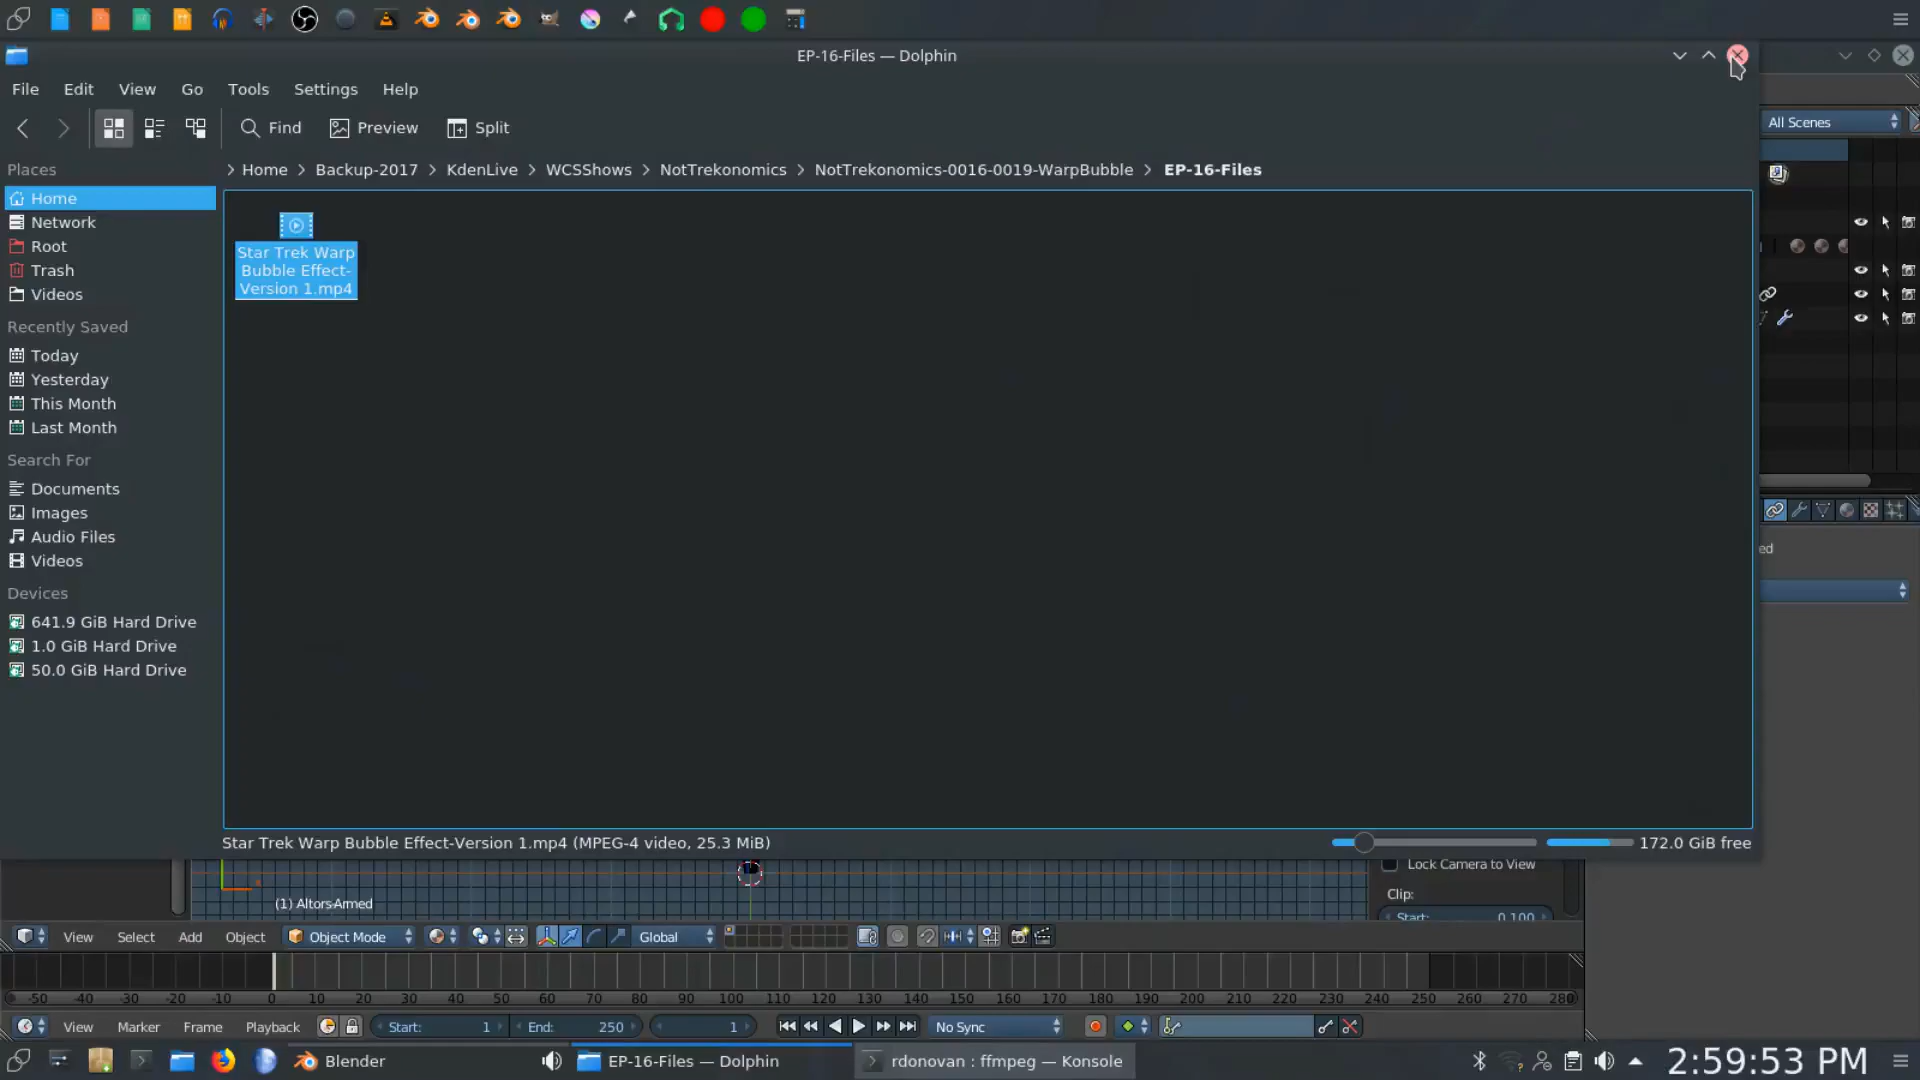 EP-16-Files — Dolphin
File Edit View Go Tools Settings Help
Find Preview Split
All Scenes
Places
Home
Network
Root
Trash
Videos
Recently Saved
Today
Yesterday
This Month
Last Month
Search For
Documents
Images
Audio Files
Videos
Devices
641.9 GiB Hard Drive
1.0 GiB Hard Drive
50.0 GiB Hard Drive
Home Backup-2017 KdenLive WCSShows NotTrekonomics NotTrekonomics-0016-0019-WarpBubble EP-16-Files
Star Trek Warp
Bubble Effect-
Version 1.mp4
ed
Star Trek Warp Bubble Effect-Version 1.mp4 (MPEG-4 video, 25.3 MiB)
172.0 GiB free
Lock Camera to View
Clip:
Start: 0.100
(1) AltorsArmed
View Select Add Object Object Mode Global
-50 -40 -30 -20 -10 0 10 20 30 40 50 60 70 80 90 100 110 120 130 140 150 160 170 180 190 200 210 220 230 240 250 260 270 280
View Marker Frame Playback Start: 1 End: 250 1 No Sync
Blender EP-16-Files — Dolphin rdonovan : ffmpeg — Konsole 2:59:53 PM